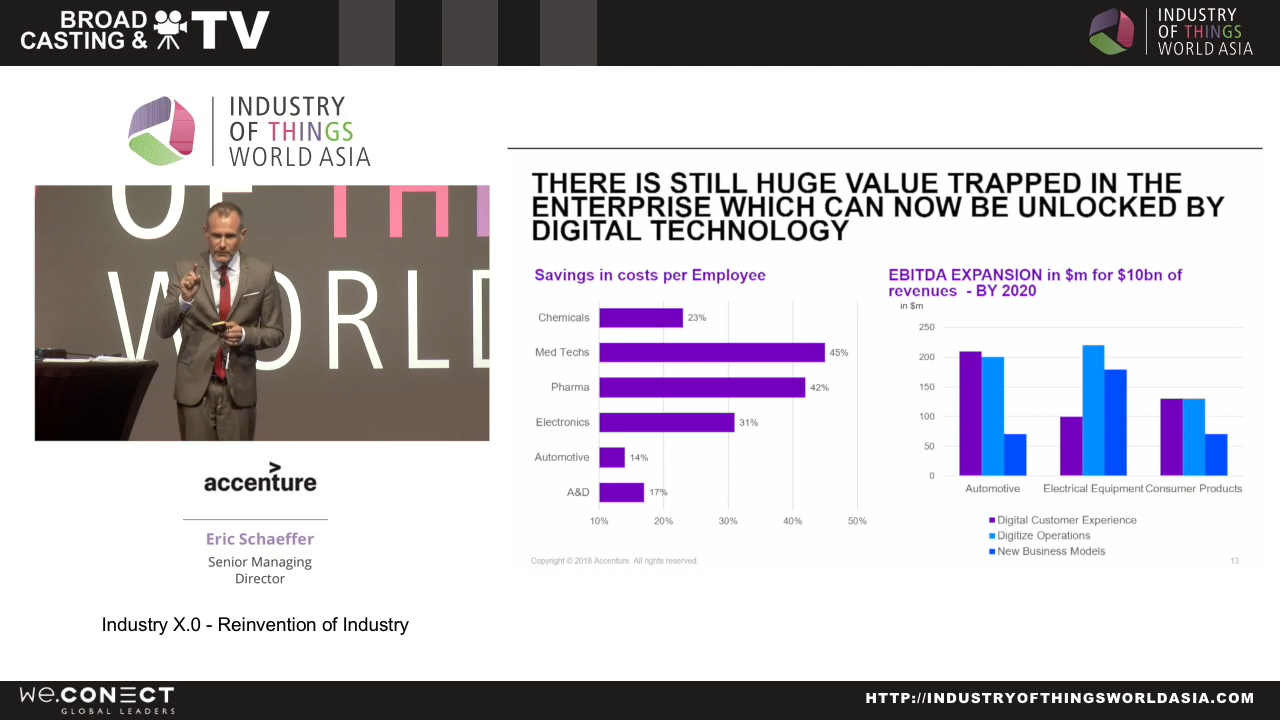 BROAD
CASTING & TV
INDUSTRY
OF THINGS
WORLD ASIA
INDUSTRY
OF THINGS
WORLD ASIA
OF THI
WORLD
accenture
Eric Schaeffer
Senior Managing
Director
Industry X.0 - Reinvention of Industry
THERE IS STILL HUGE VALUE TRAPPED IN THE
ENTERPRISE WHICH CAN NOW BE UNLOCKED BY
DIGITAL TECHNOLOGY
Savings in costs per Employee
Chemicals 23%
Med Techs 45%
Pharma 42%
Electronics 31%
Automotive 14%
A&D 17%
10% 20% 30% 40% 50%
EBITDA EXPANSION in $m for $10bn of
revenues - BY 2020
in $m
250
200
150
100
50
0
Automotive Electrical Equipment Consumer Products
Digital Customer Experience
Digitize Operations
New Business Models
Copyright © 2018 Accenture. All rights reserved. 13
we.CONECT
GLOBAL LEADERS
HTTP://INDUSTRYOFTHINGSWORLDASIA.COM